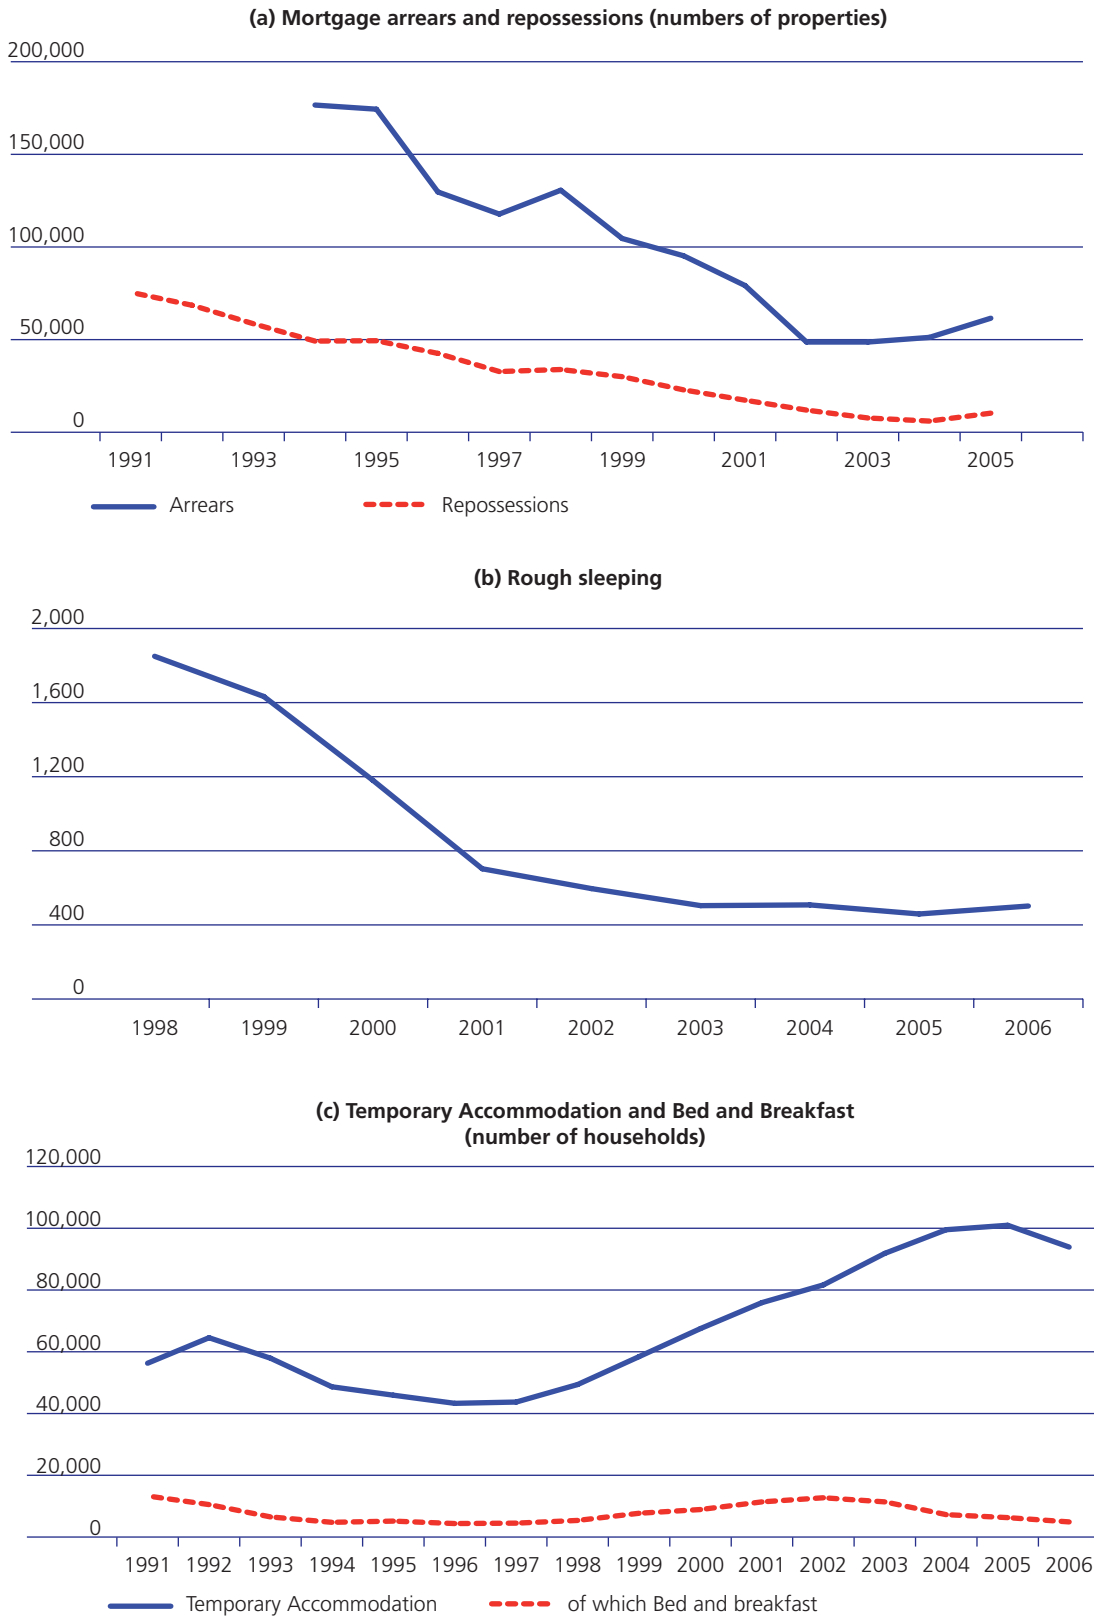 (a) Mortgage arrears and repossessions (numbers of properties)
200,000
150,000
100,000
50,000
0
1991 1993 1995 1997 1999 2001 2003 2005
Arrears Repossessions
(b) Rough sleeping
2,000
1,600
1,200
800
400
0
1998 1999 2000 2001 2002 2003 2004 2005 2006
(c) Temporary Accommodation and Bed and Breakfast
(number of households)
120,000
100,000
80,000
60,000
40,000
20,000
0
1991 1992 1993 1994 1995 1996 1997 1998 1999 2000 2001 2002 2003 2004 2005 2006
Temporary Accommodation of which Bed and breakfast